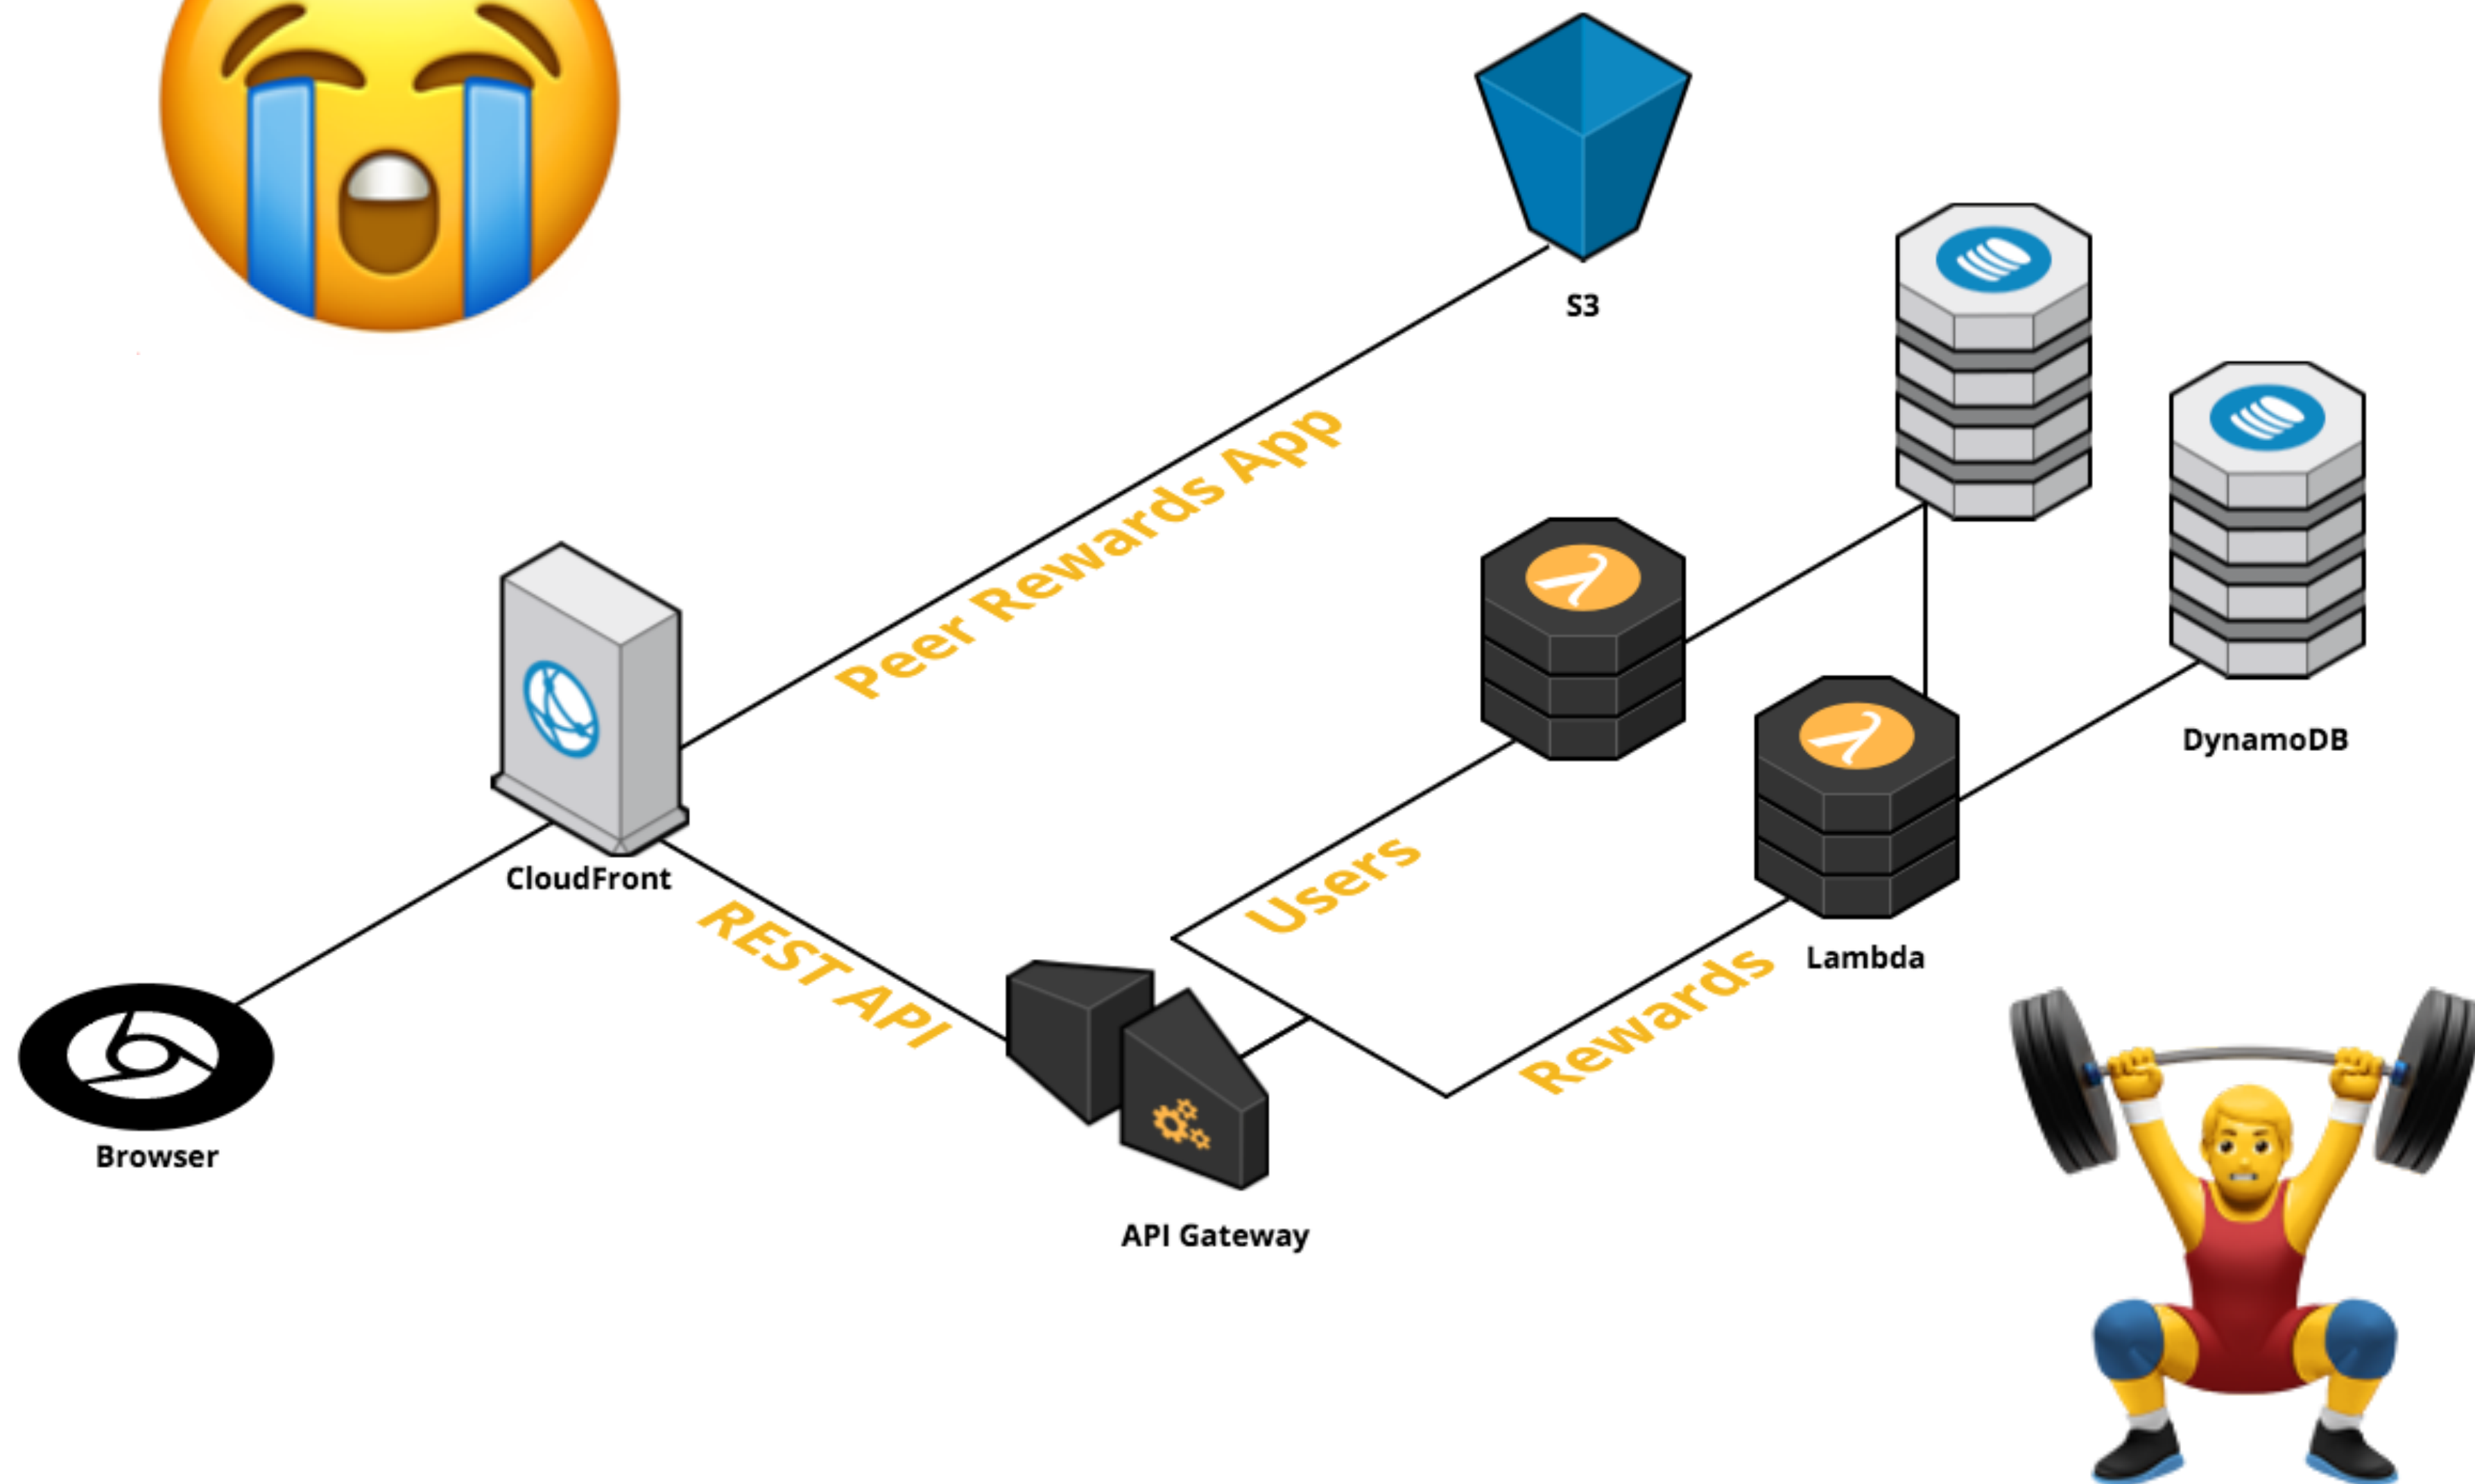 S3
Peer Rewards App
DynamoDB
CloudFront
Users
REST API
Lambda
Rewards
Browser
API Gateway